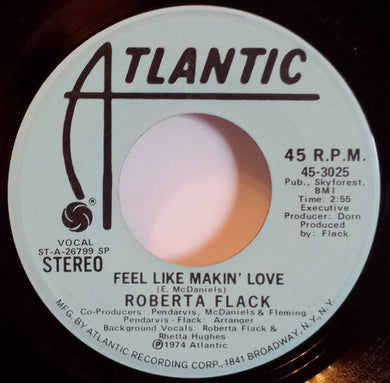 ATLANTIC
45 R.P.M.
45-3025
Pub., Skyforest,
BMI
Time: 2:55
Executive
Producer: Dorn
Produced
by: Flack
VOCAL
ST-A-26799 SP
STEREO
FEEL LIKE MAKIN' LOVE
(E. McDaniels)
ROBERTA FLACK
Co-Producers: Pendarvis, McDaniels & Fleming
Pendarvis - Flack: Arranger
Background Vocals: Roberta Flack &
Rhetta Hughes
℗1974 Atlantic
MFG. BY ATLANTIC RECORDING CORP., 1841 BROADWAY, N.Y., N.Y.